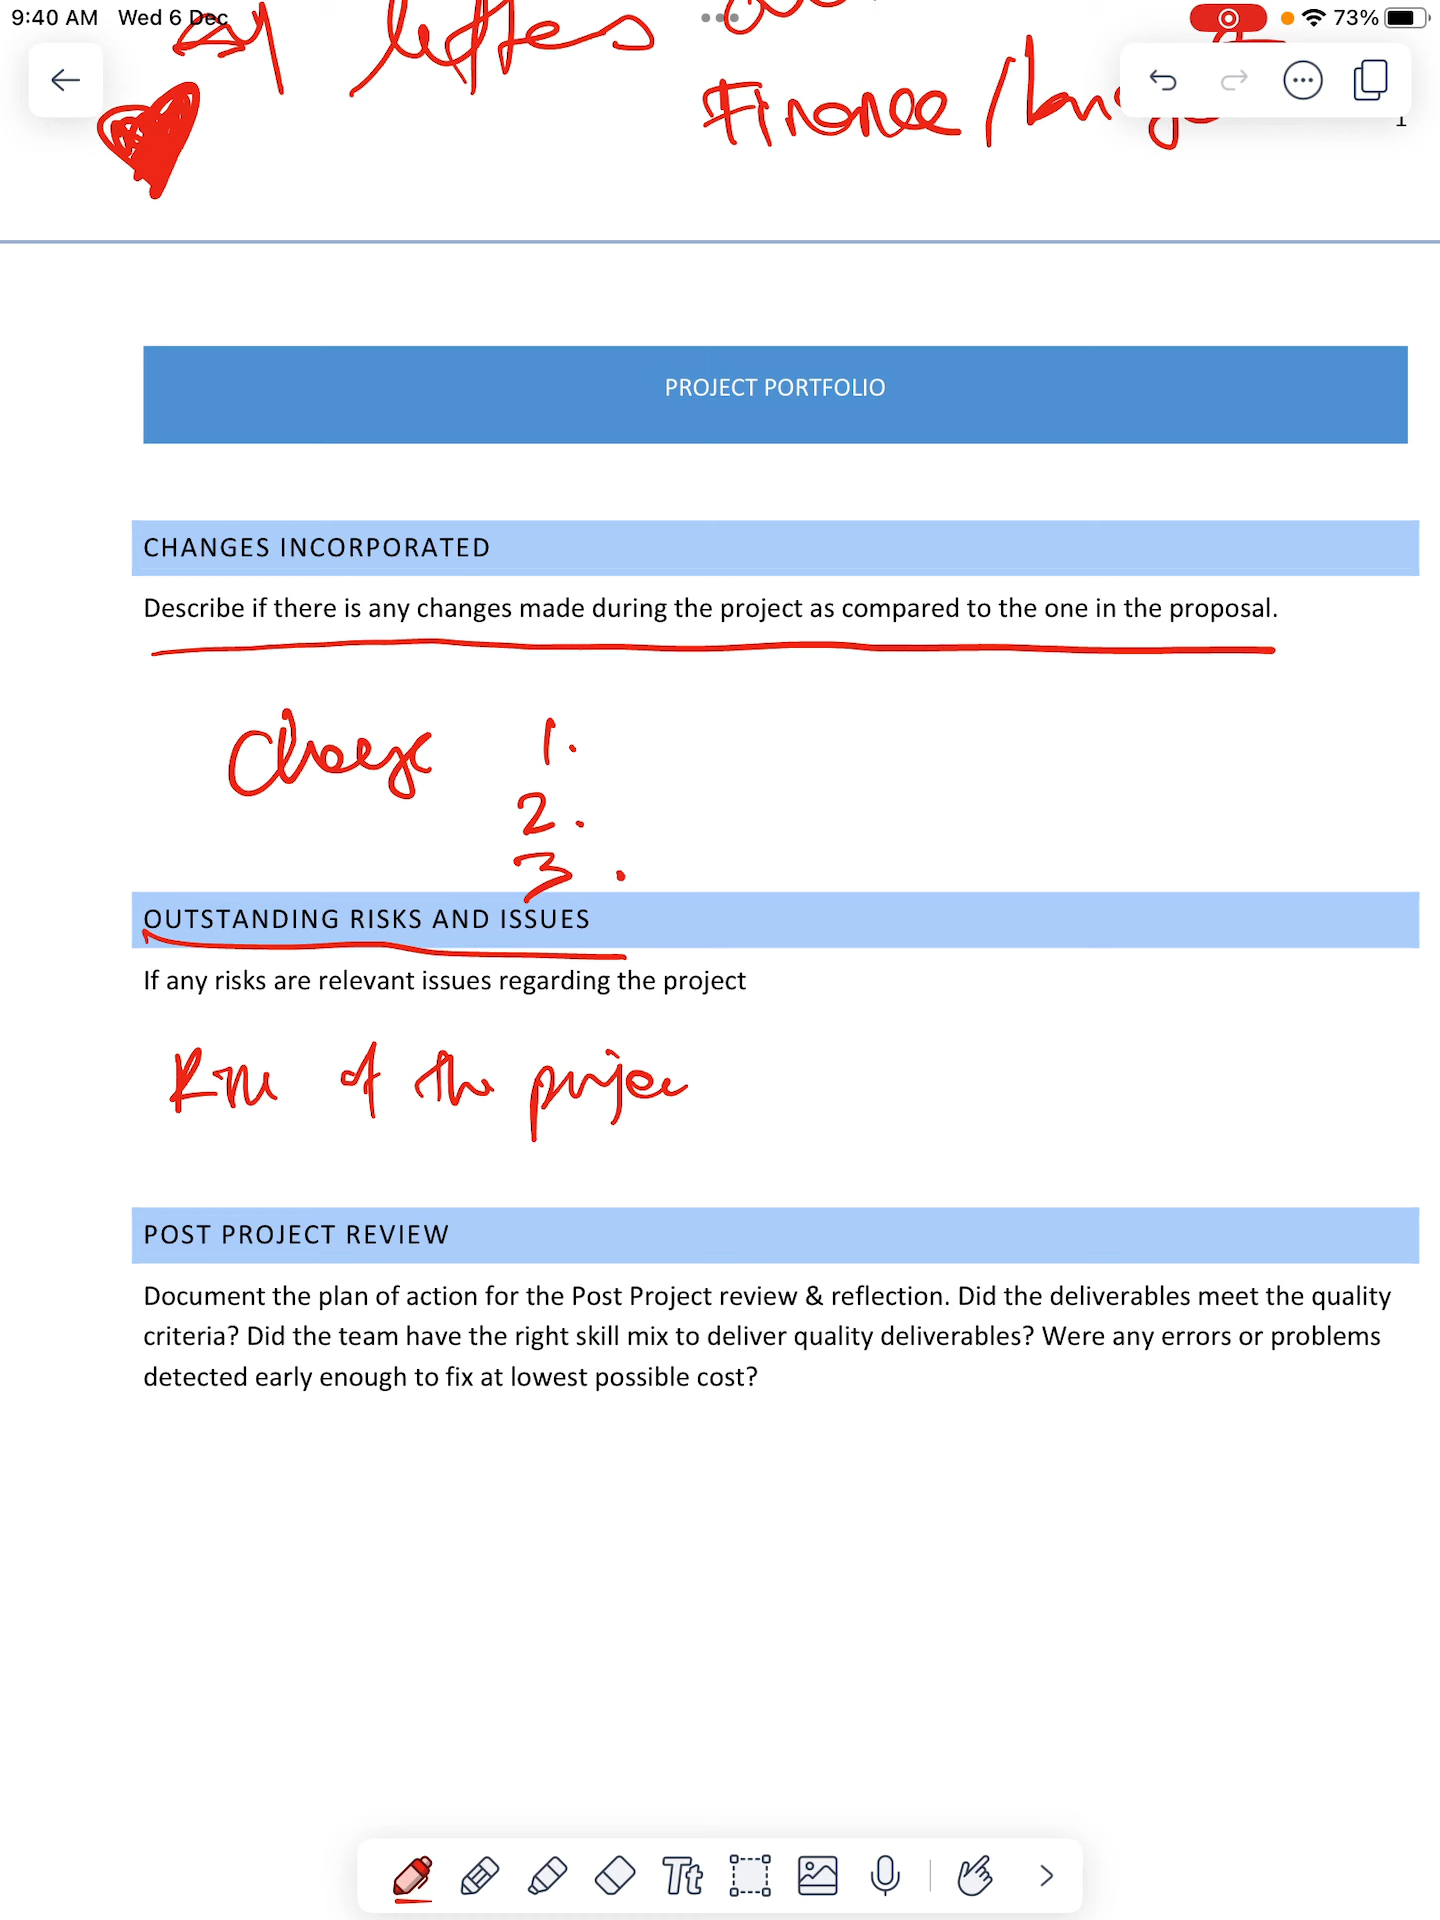 9:40 AM Wed 6 Dec
73%
letters
Finance /
1
PROJECT PORTFOLIO
CHANGES INCORPORATED
Describe if there is any changes made during the project as compared to the one in the proposal.
Change 1.
2.
3.
OUTSTANDING RISKS AND ISSUES
If any risks are relevant issues regarding the project
of the projec
POST PROJECT REVIEW
Document the plan of action for the Post Project review & reflection. Did the deliverables meet the quality
criteria? Did the team have the right skill mix to deliver quality deliverables? Were any errors or problems
detected early enough to fix at lowest possible cost?
Tt